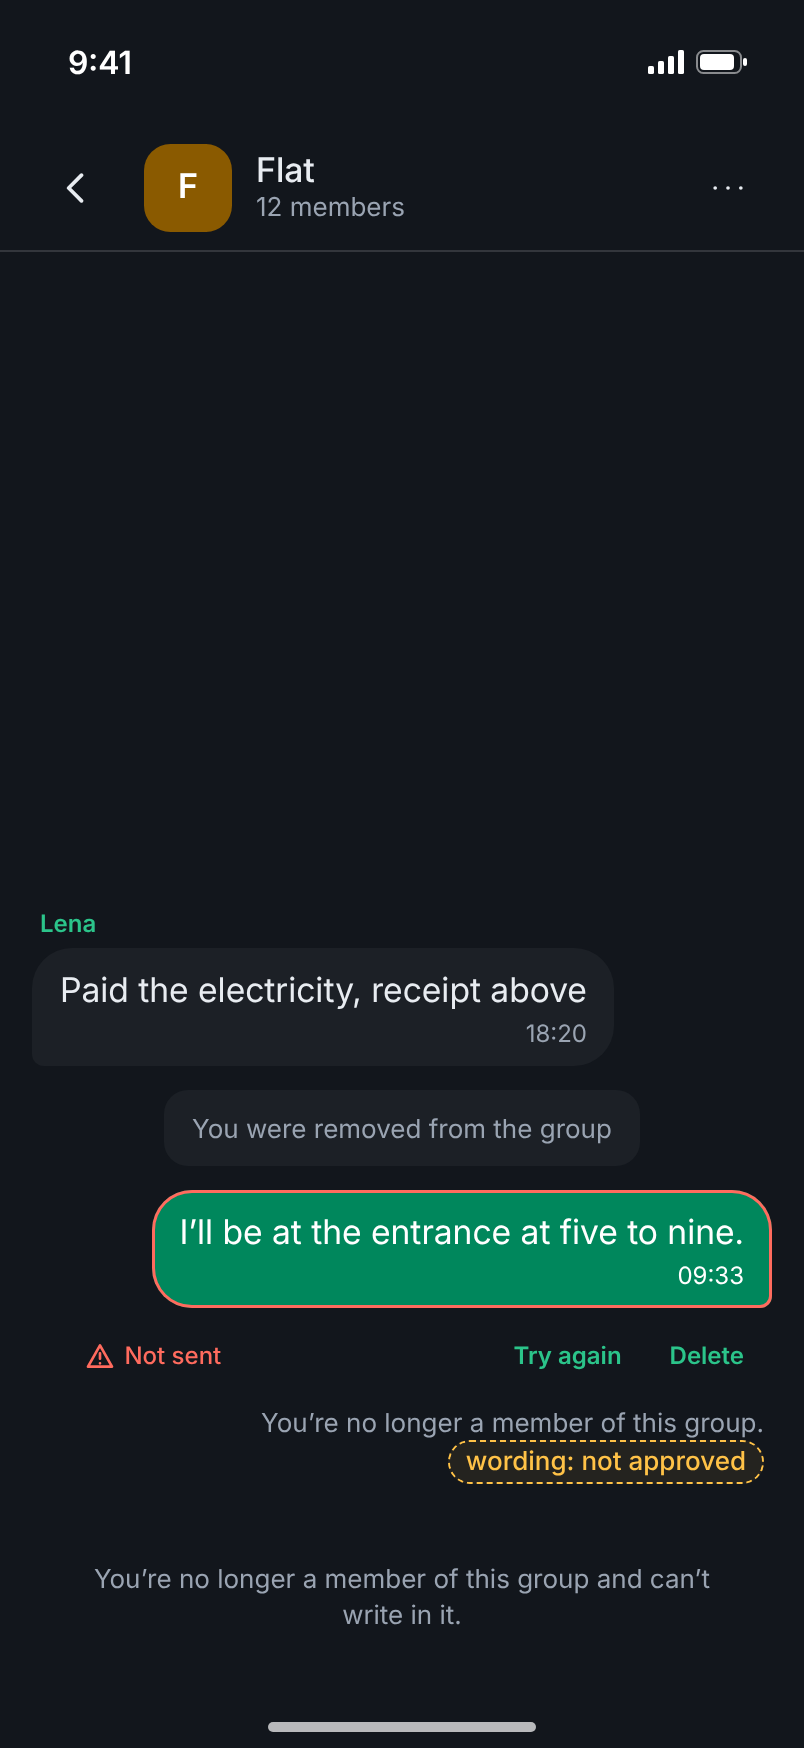 9:41
F
Flat
12 members
Lena
Paid the electricity, receipt above
18:20
You were removed from the group
I’ll be at the entrance at five to nine.
09:33
Not sent
Try again
Delete
You’re no longer a member of this group.
wording: not approved
You’re no longer a member of this group and can’t
write in it.